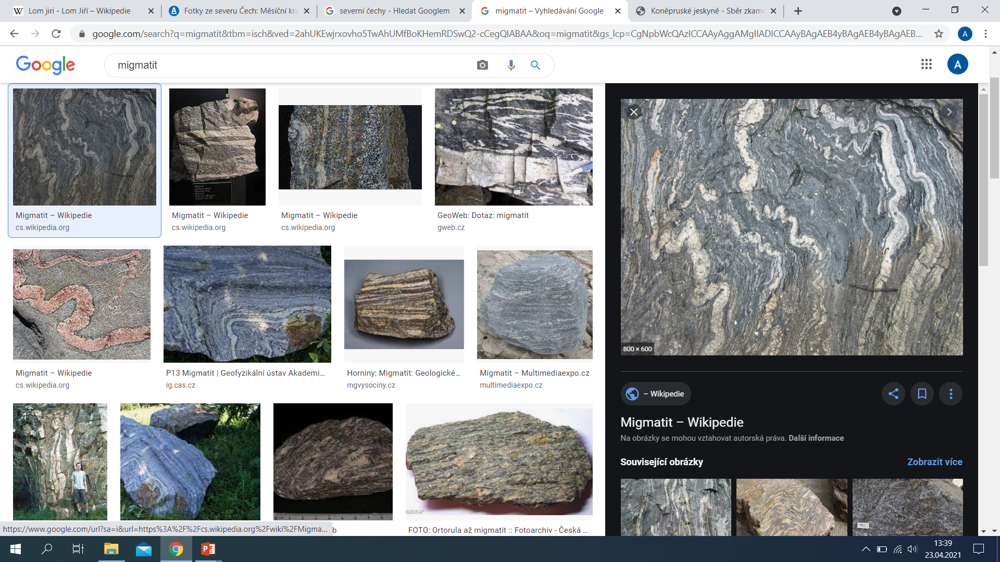 Lom jiri - Lom Jiří – Wikipedie
Fotky ze severu Čech: Měsíční kra
severní čechy - Hledat Googlem
migmatit – Vyhledávání Google
Koněpruské jeskyně - Sběr zkame
google.com/search?q=migmatit&tbm=isch&ved=2ahUKEwjrxovho5TwAhUMfBoKHemRDSwQ2-cCegQIABAA&oq=migmatit&gs_lcp=CgNpbWcQAzICCAAyAggAMgIIADICCAAyBAgAEB4yBAgAEB4yBAgAEB...
A
Google
migmatit
A
Migmatit – Wikipedie
cs.wikipedia.org
Migmatit – Wikipedie
cs.wikipedia.org
Migmatit – Wikipedie
cs.wikipedia.org
GeoWeb: Dotaz: migmatit
gweb.cz
Migmatit – Wikipedie
cs.wikipedia.org
P13 Migmatit | Geofyzikální ústav Akademi...
ig.cas.cz
Horniny: Migmatit: Geologické...
mgvysociny.cz
Migmatit – Multimediaexpo.cz
multimediaexpo.cz
b
FOTO: Ortorula až migmatit :: Fotoarchiv - Česká ...
800 × 600
– Wikipedie
Migmatit – Wikipedie
Na obrázky se mohou vztahovat autorská práva. Další informace
Související obrázky
Zobrazit více
https://www.google.com/url?sa=i&url=https%3A%2F%2Fcs.wikipedia.org%2Fwiki%2FMigma...
13:39
23.04.2021